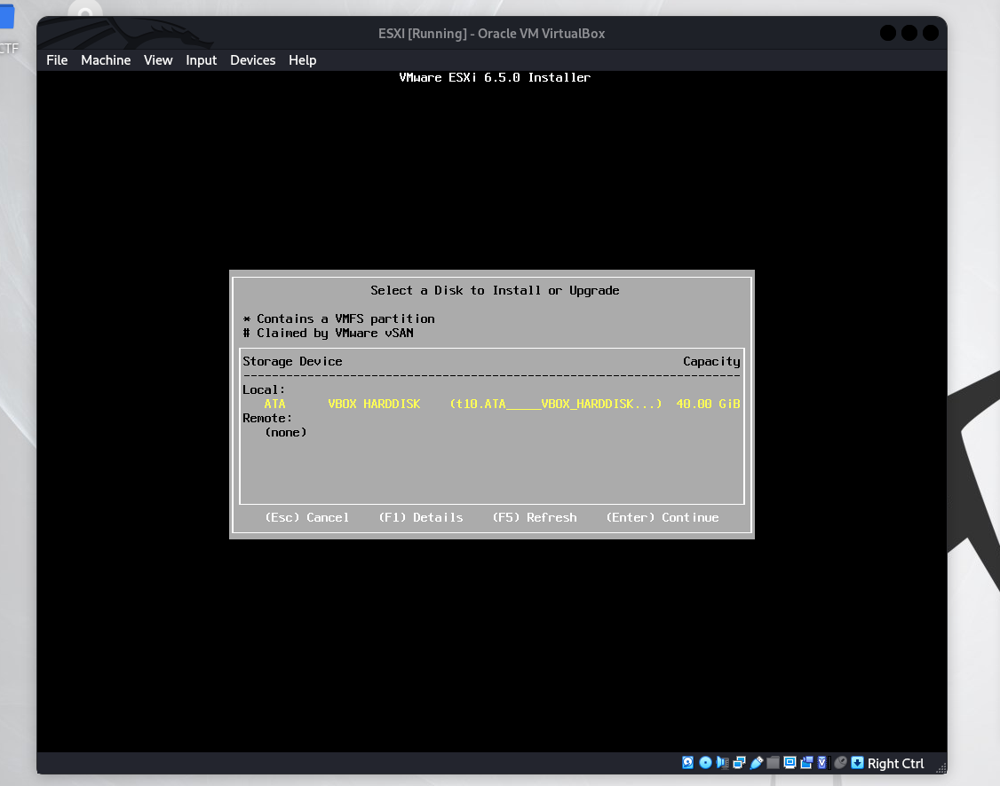 CTF
ESXI [Running] - Oracle VM VirtualBox
File Machine View Input Devices Help
VMware ESXi 6.5.0 Installer
Select a Disk to Install or Upgrade
* Contains a VMFS partition
# Claimed by VMware vSAN
Storage Device Capacity
--------------------------------------------------------------------
Local:
ATA VBOX HARDDISK (t10.ATA_____VBOX_HARDDISK...) 40.00 GiB
Remote:
(none)
(Esc) Cancel (F1) Details (F5) Refresh (Enter) Continue
Right Ctrl